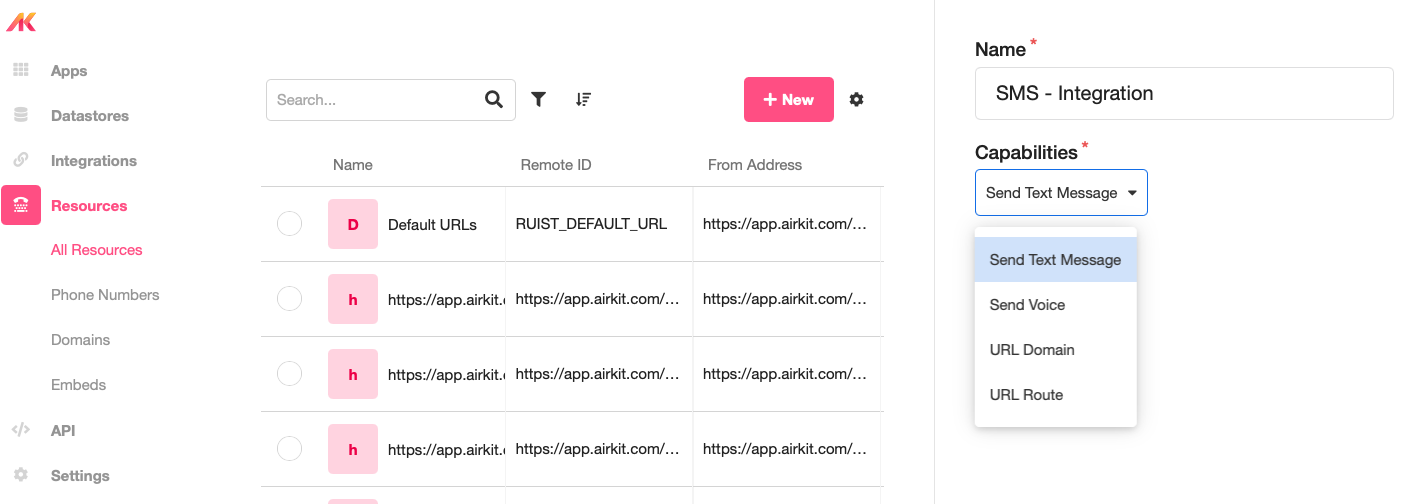 Apps
Datastores
Integrations
Resources
All Resources
Phone Numbers
Domains
Embeds
API
Settings
Search...
+ New
Name Remote ID From Address
D Default URLs RUIST_DEFAULT_URL https://app.airkit.com/...
h https://app.airkit.c https://app.airkit.com/... https://app.airkit.com/...
h https://app.airkit.c https://app.airkit.com/... https://app.airkit.com/...
h https://app.airkit.c https://app.airkit.com/... https://app.airkit.com/...
Name *
SMS - Integration
Capabilities *
Send Text Message
Send Text Message
Send Voice
URL Domain
URL Route